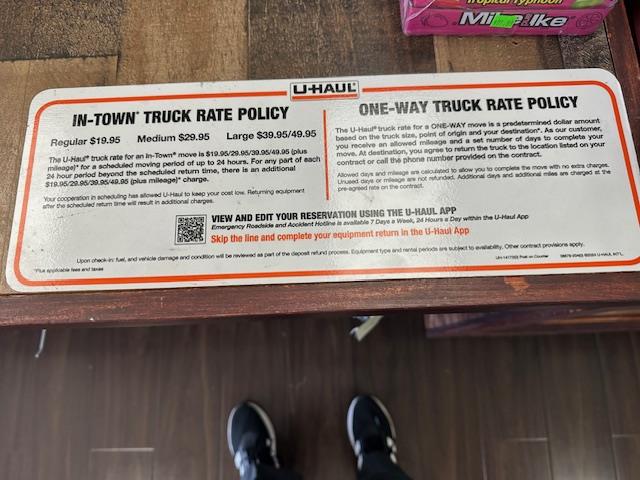 Tropical Typhoon
Mike Ike
U-HAUL®
IN-TOWN® TRUCK RATE POLICY
Regular $19.95 Medium $29.95 Large $39.95/49.95
The U-Haul® truck rate for an In-Town® move is $19.95/29.95/39.95/49.95 (plus
mileage)* for a scheduled moving period of up to 24 hours. For any part of each
24 hour period beyond the scheduled return time, there is an additional
$19.95/29.95/39.95/49.95 (plus mileage)* charge.
Your cooperation in scheduling has allowed U-Haul to keep your cost low. Returning equipment
after the scheduled return time will result in additional charges.
ONE-WAY TRUCK RATE POLICY
The U-Haul® truck rate for a ONE-WAY move is a predetermined dollar amount
based on the truck size, point of origin and your destination*. As our customer,
you receive an allowed mileage and a set number of days to complete your
move. At destination, you agree to return the truck to the location listed on your
contract or call the phone number provided on the contract.
Allowed days and mileage are calculated to allow you to complete the move with no extra charges.
Unused days or mileage are not refunded. Additional days and additional miles are charged at the
pre-agreed rate on the contract.
VIEW AND EDIT YOUR RESERVATION USING THE U-HAUL APP
Emergency Roadside and Accident Hotline is available 7 Days a Week, 24 Hours a Day within the U-Haul App
Skip the line and complete your equipment return in the U-Haul App
Upon check-in: fuel, and vehicle damage and condition will be reviewed as part of the deposit refund process. Equipment type and rental periods are subject to availability. Other contract provisions apply.
*Plus applicable fees and taxes
Post on Counter
U-HAUL INT'L.